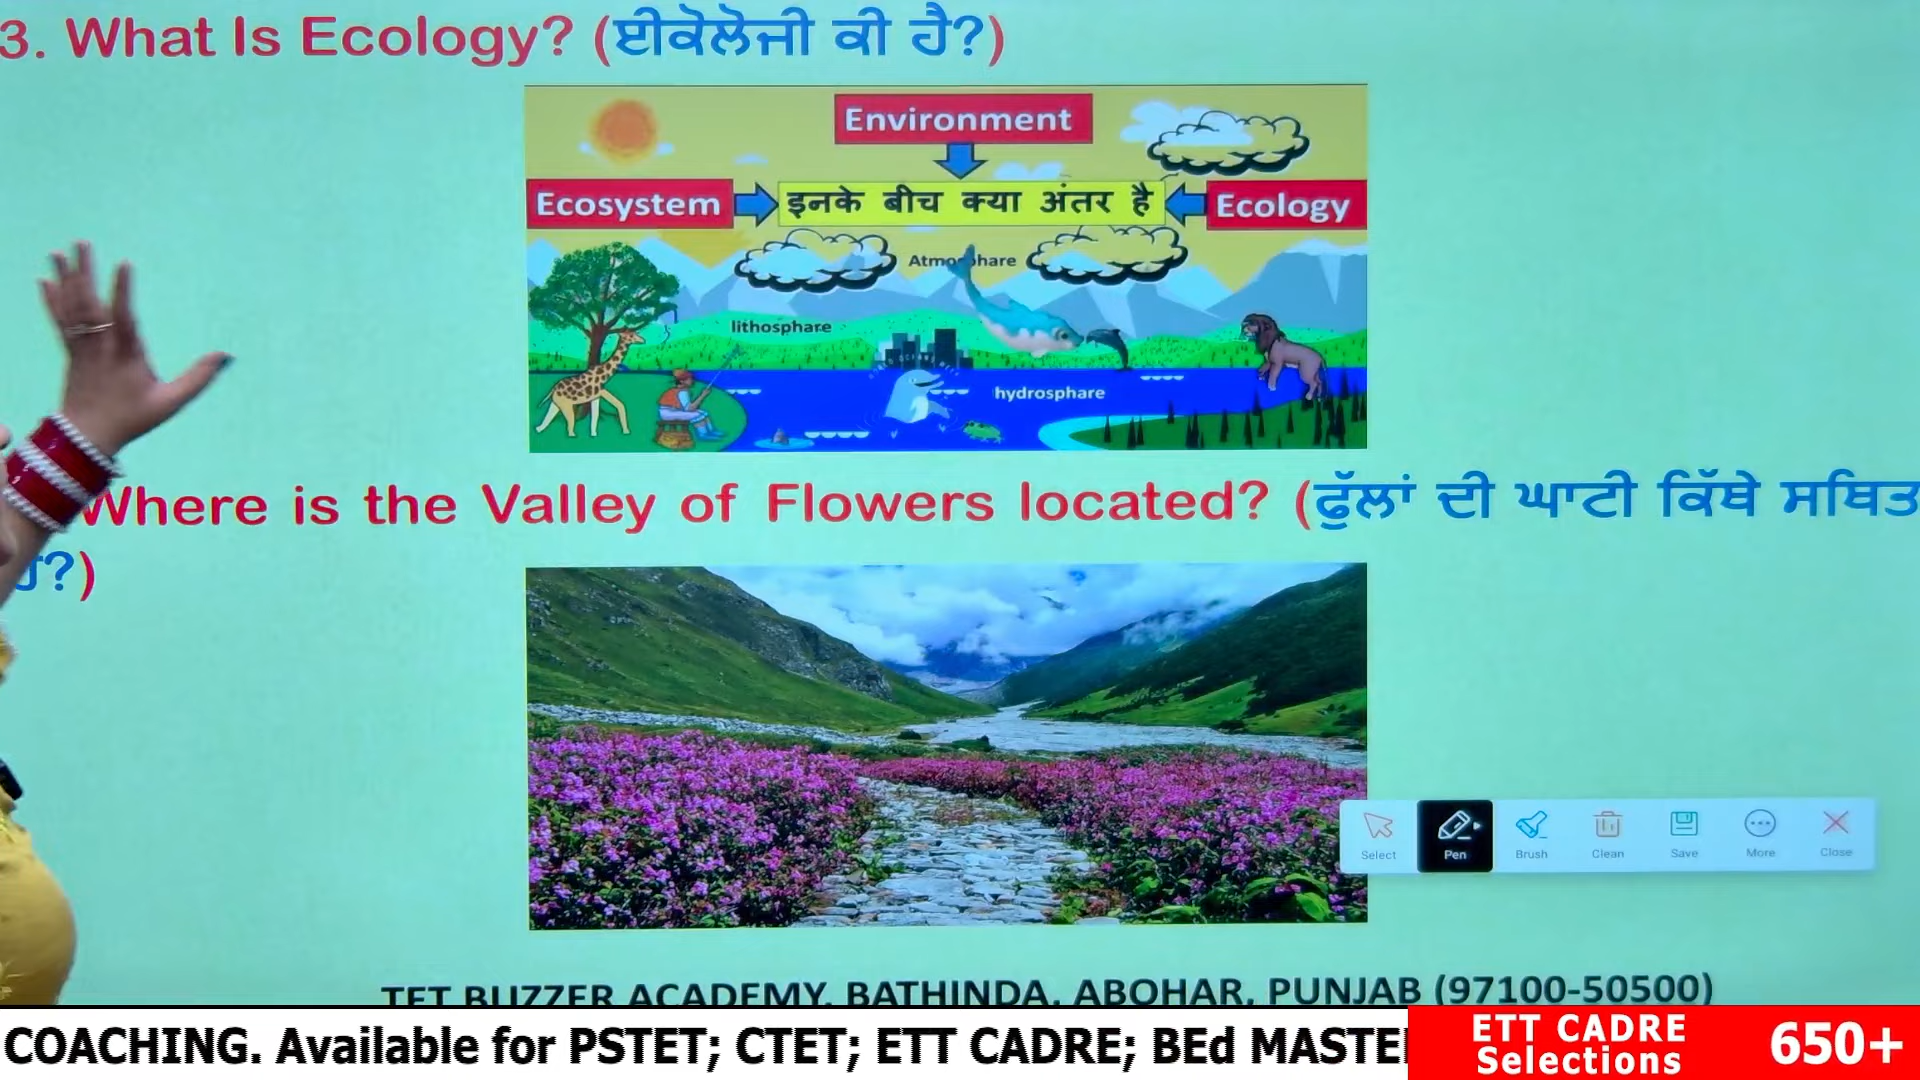 3. What Is Ecology? (ਈਕੋਲੋਜੀ ਕੀ ਹੈ?)
Environment
Ecosystem
इनके बीच क्या अंतर है
Ecology
Atmosphare
lithosphare
hydrosphare
Where is the Valley of Flowers located? (ਫੁੱਲਾਂ ਦੀ ਘਾਟੀ ਕਿੱਥੇ ਸਥਿਤ
?)
Select Pen Brush Clean Save More Close
TET BUZZER ACADEMY, BATHINDA, ABOHAR, PUNJAB (97100-50500)
COACHING. Available for PSTET; CTET; ETT CADRE; BEd MASTE
ETT CADRE
Selections
650+